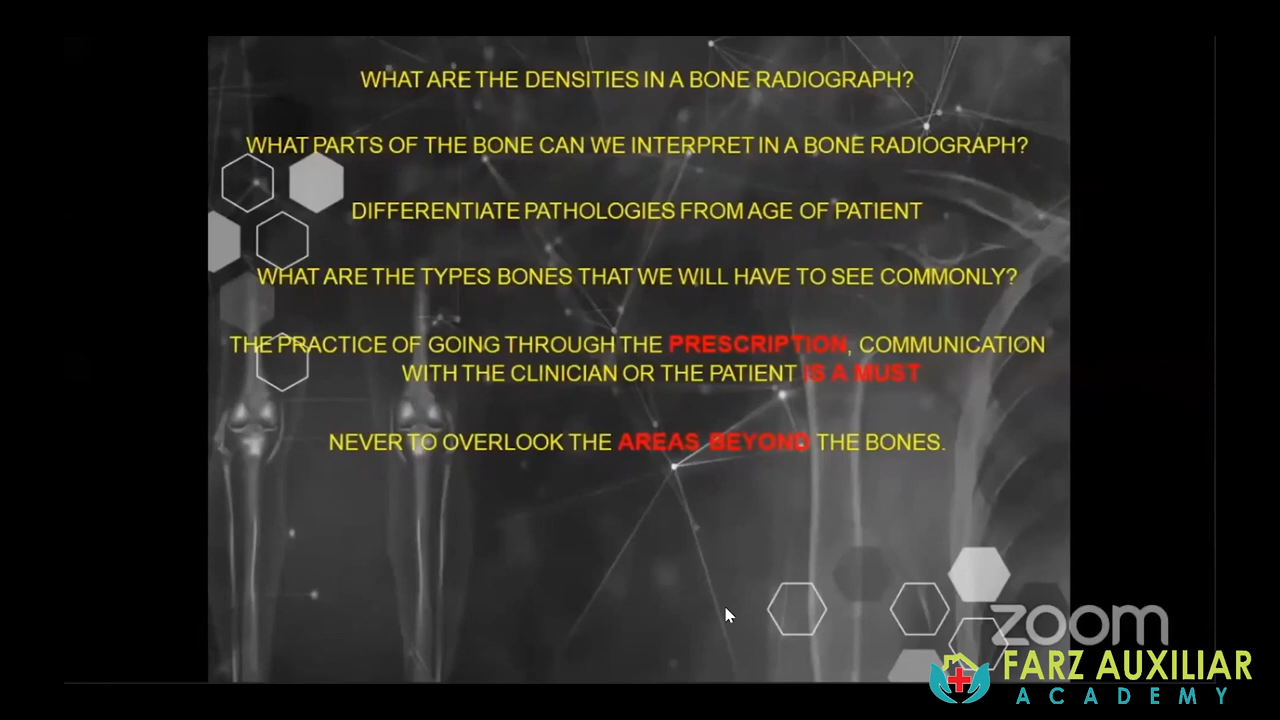 WHAT ARE THE DENSITIES IN A BONE RADIOGRAPH?
WHAT PARTS OF THE BONE CAN WE INTERPRET IN A BONE RADIOGRAPH?
DIFFERENTIATE PATHOLOGIES FROM AGE OF PATIENT
WHAT ARE THE TYPES BONES THAT WE WILL HAVE TO SEE COMMONLY?
THE PRACTICE OF GOING THROUGH THE PRESCRIPTION, COMMUNICATION
WITH THE CLINICIAN OR THE PATIENT IS A MUST
NEVER TO OVERLOOK THE AREAS BEYOND THE BONES.
zoom
FARZ AUXILIAR
ACADEMY